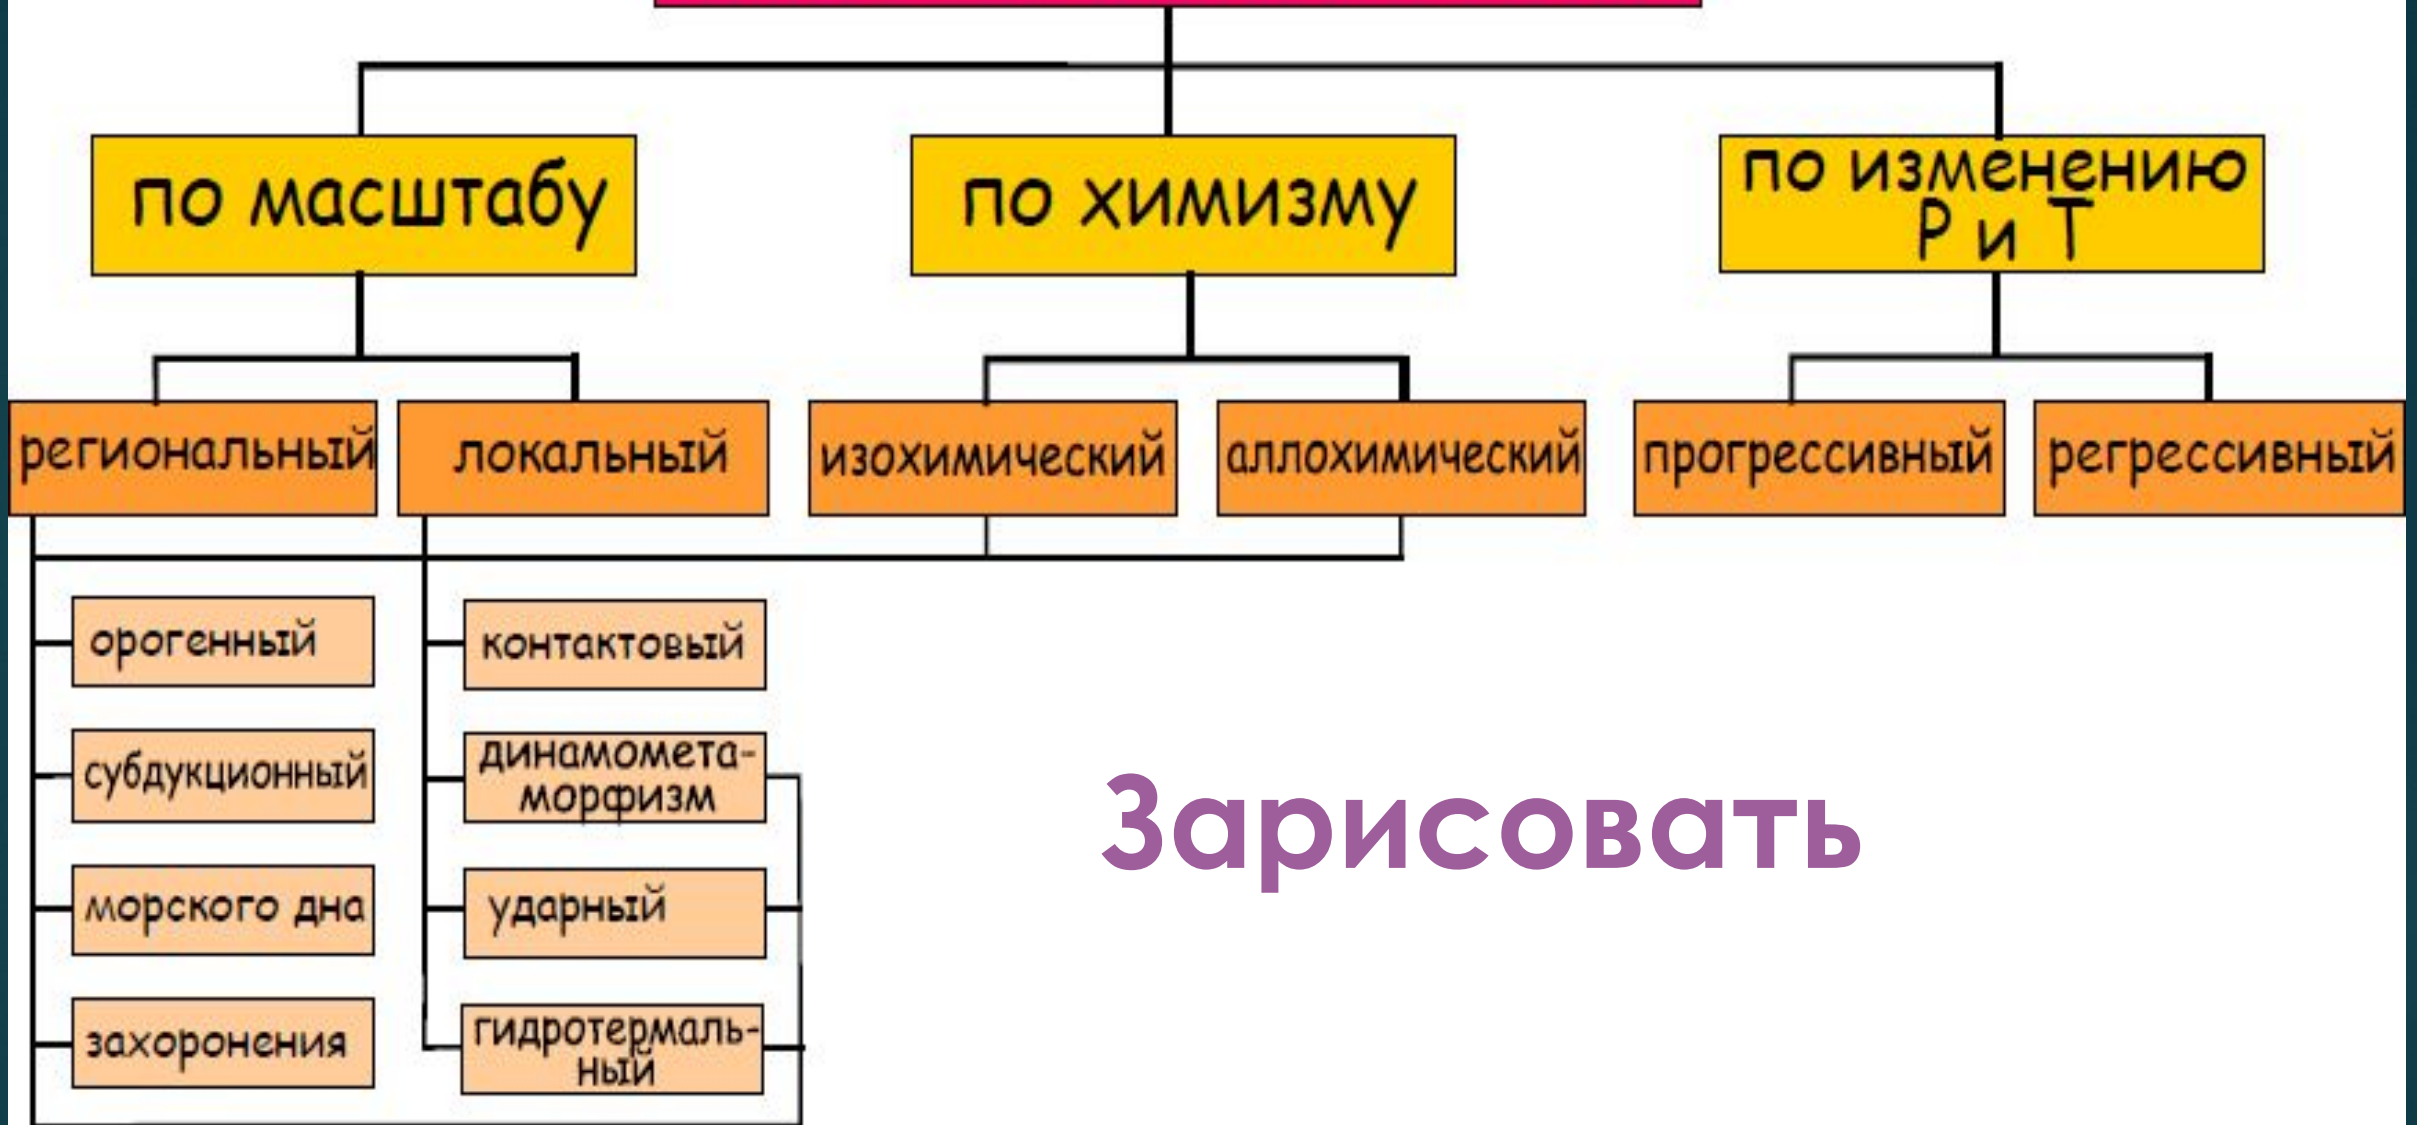 по масштабу
по химизму
по изменению
Р и Т
региональный
локальный
изохимический
аллохимический
прогрессивный
регрессивный
орогенный
контактовый
субдукционный
динамомета-
морфизм
морского дна
ударный
захоронения
гидротермаль-
ный
Зарисовать